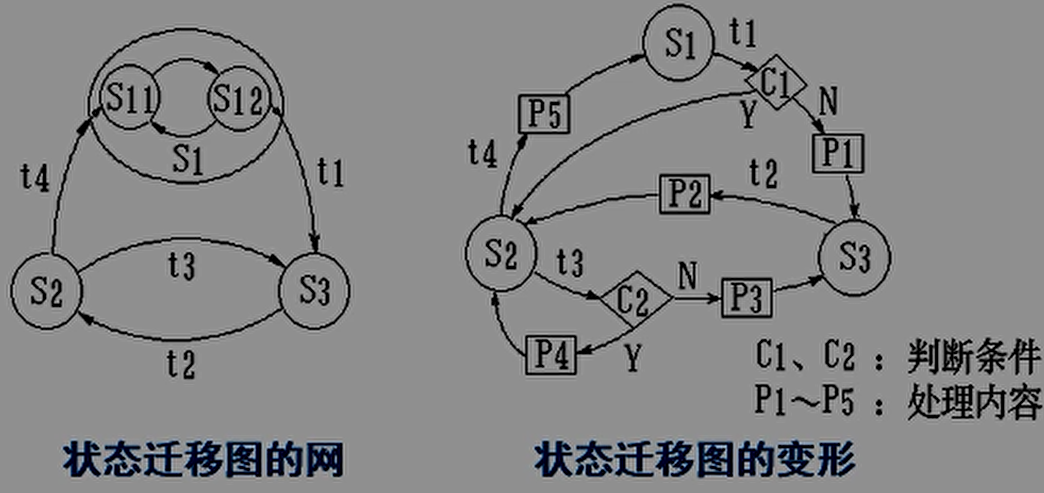 S11
S12
S1
t4
t1
t3
S2
S3
t2
状态迁移图的网
S1
t1
C1
Y
N
P5
P1
t4
P2
t2
S2
t3
S3
C2
N
P3
P4
Y
C1、C2：判断条件
P1～P5：处理内容
状态迁移图的变形